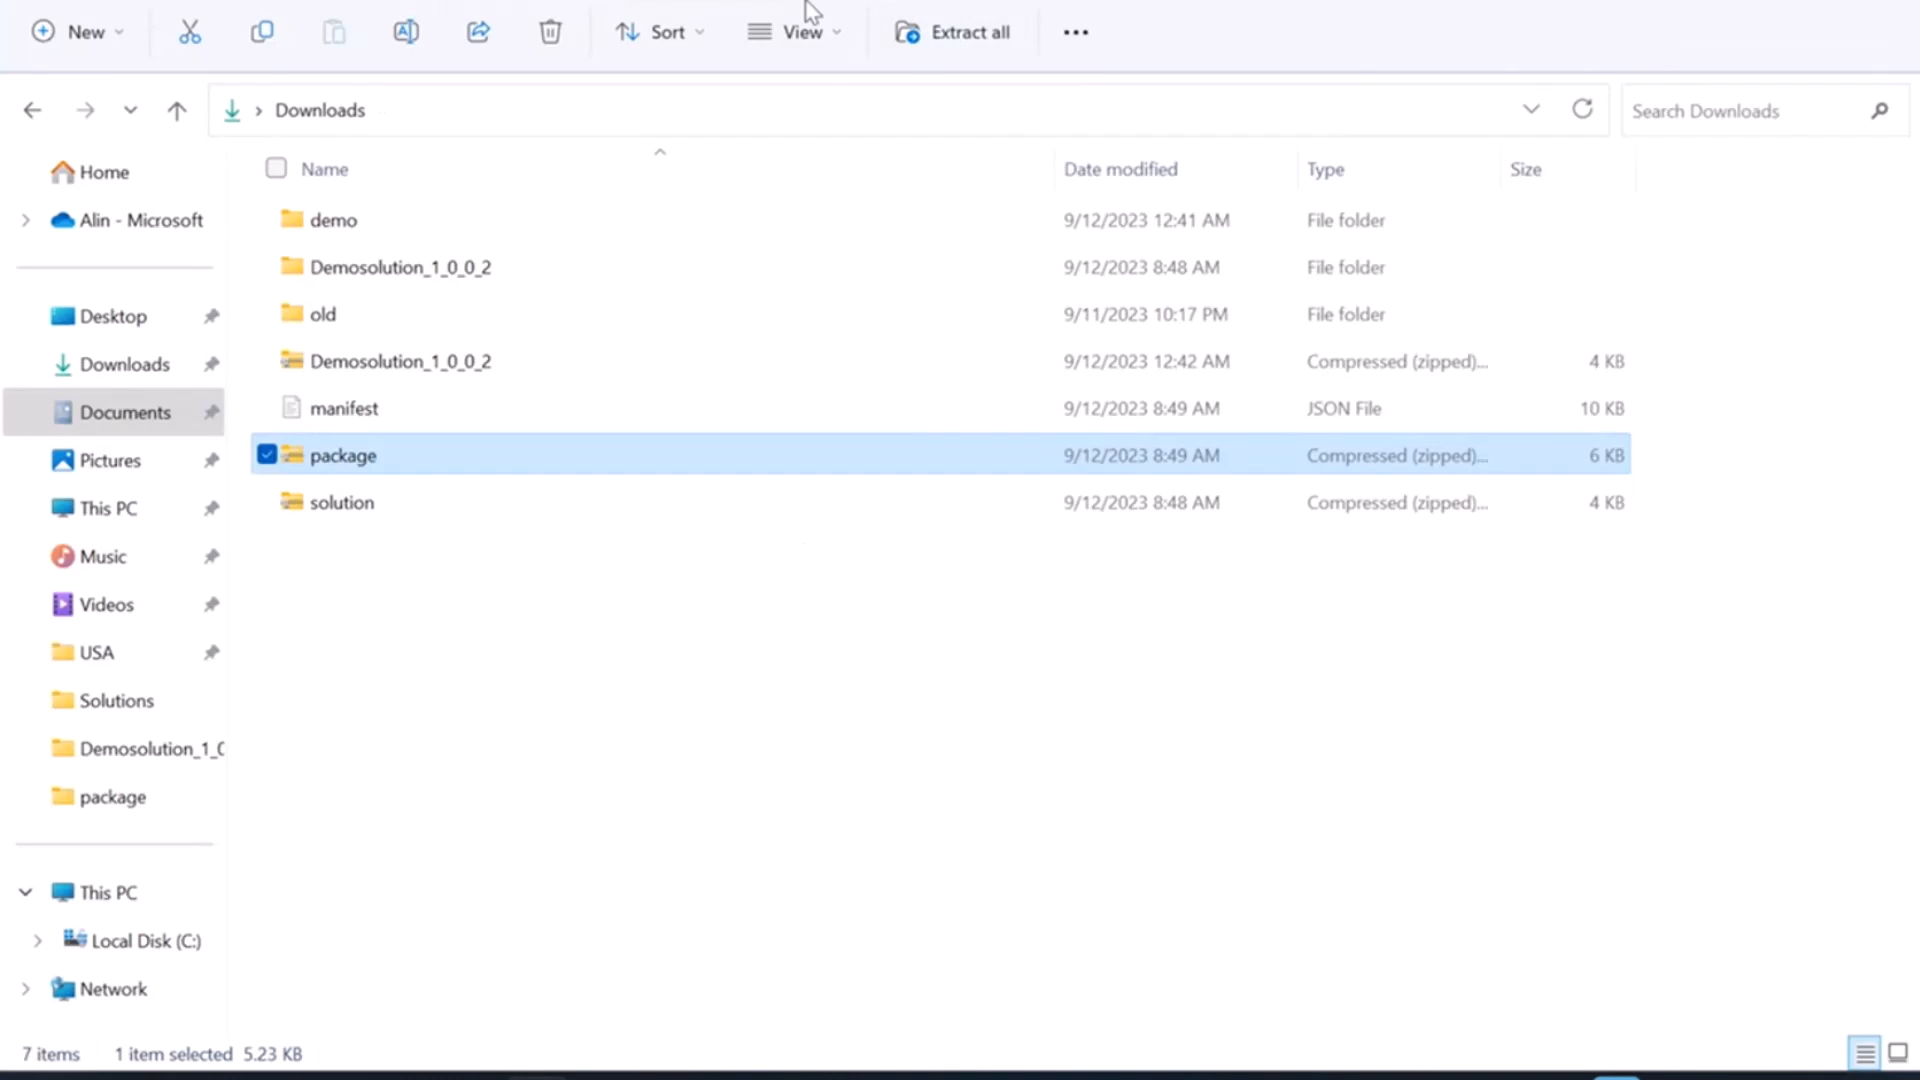 New
Sort
View
Extract all
Downloads
Search Downloads
Name Date modified Type Size
demo 9/12/2023 12:41 AM File folder
Demosolution_1_0_0_2 9/12/2023 8:48 AM File folder
old 9/11/2023 10:17 PM File folder
Demosolution_1_0_0_2 9/12/2023 12:42 AM Compressed (zipped)... 4 KB
manifest 9/12/2023 8:49 AM JSON File 10 KB
package 9/12/2023 8:49 AM Compressed (zipped)... 6 KB
solution 9/12/2023 8:48 AM Compressed (zipped)... 4 KB
Home
Alin - Microsoft
Desktop
Downloads
Documents
Pictures
This PC
Music
Videos
USA
Solutions
Demosolution_1_0
package
This PC
Local Disk (C:)
Network
7 items 1 item selected 5.23 KB